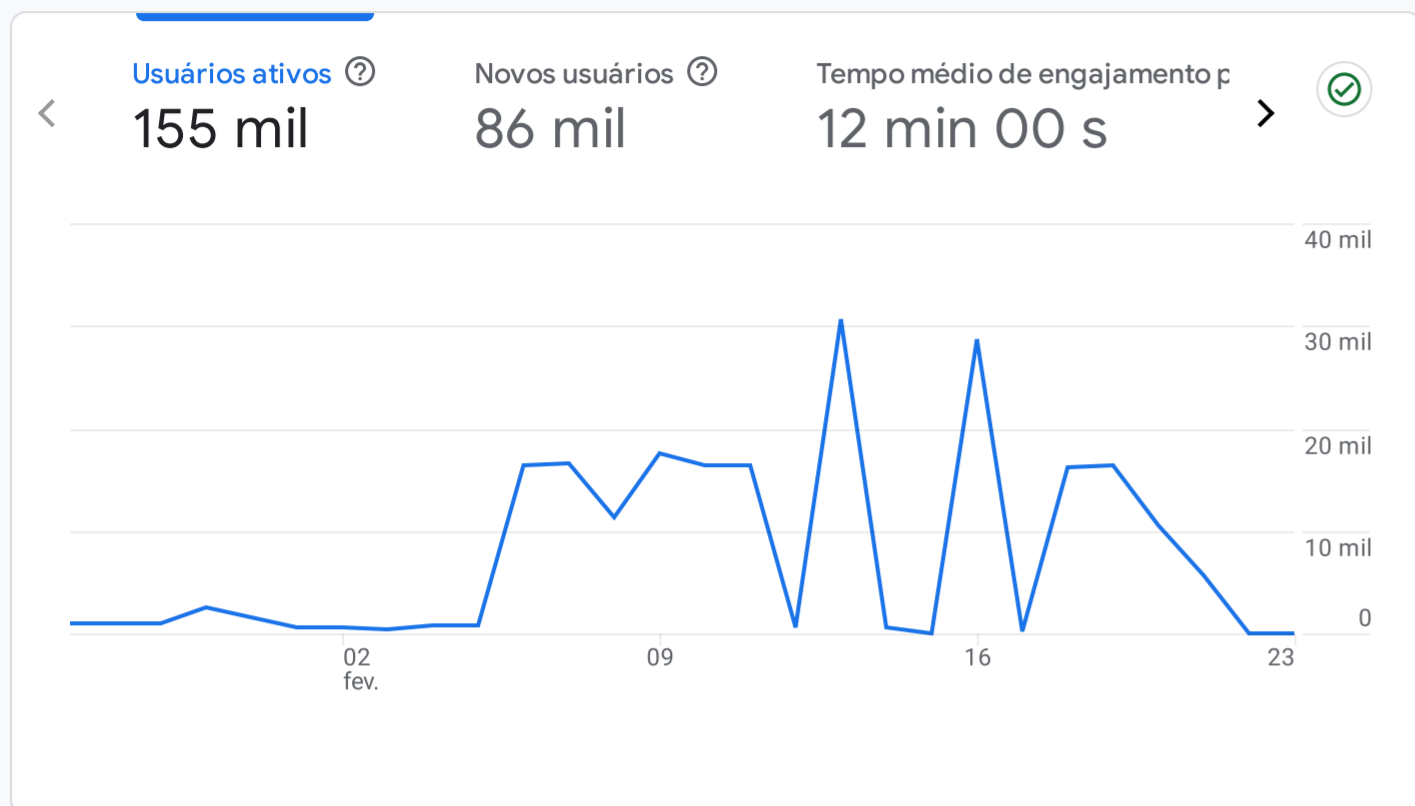 Usuários ativos
155 mil
Novos usuários
86 mil
Tempo médio de engajamento p
12 min 00 s
40 mil
30 mil
20 mil
10 mil
0
02
fev.
09
16
23